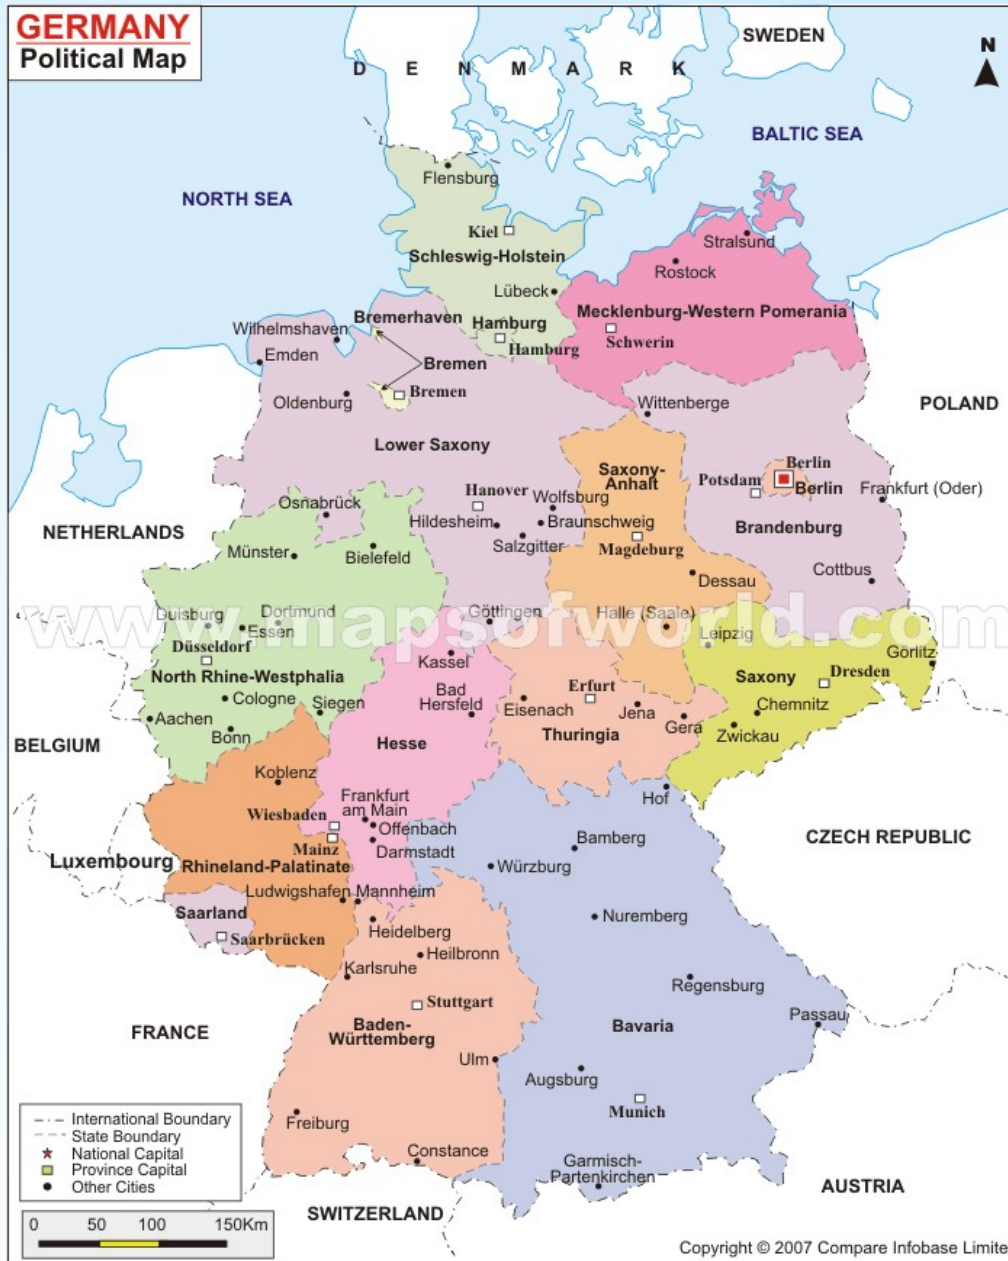 GERMANY
Political Map
SWEDEN
N
D E N M A R K
BALTIC SEA
NORTH SEA
Flensburg
Kiel
Schleswig-Holstein
Stralsund
Rostock
Lübeck
Mecklenburg-Western Pomerania
Bremerhaven
Hamburg
Wilhelmshaven
Schwerin
Hamburg
Emden
Bremen
Bremen
Oldenburg
Wittenberge
POLAND
Lower Saxony
Saxony-
Anhalt
Berlin
Potsdam
Berlin
Hanover
Wolfsburg
Frankfurt (Oder)
Osnabrück
Hildesheim
Braunschweig
Brandenburg
NETHERLANDS
Salzgitter
Magdeburg
Münster
Bielefeld
Dessau
Cottbus
Duisburg
Dortmund
Göttingen
Halle (Saale)
www.mapsofworld.com
Essen
Leipzig
Düsseldorf
Kassel
Görlitz
North Rhine-Westphalia
Erfurt
Saxony
Dresden
Cologne
Siegen
Bad
Hersfeld
Eisenach
Jena
Chemnitz
Aachen
Bonn
Hesse
Thuringia
Gera
Zwickau
BELGIUM
Koblenz
Frankfurt
am Main
Hof
Wiesbaden
Offenbach
Mainz
Darmstadt
Bamberg
CZECH REPUBLIC
Luxembourg
Rhineland-Palatinate
Würzburg
Ludwigshafen
Mannheim
Saarland
Nuremberg
Saarbrücken
Heidelberg
Heilbronn
Karlsruhe
Regensburg
Stuttgart
FRANCE
Baden-
Württemberg
Bavaria
Passau
Ulm
Augsburg
Munich
Freiburg
Constance
Garmisch-
Partenkirchen
AUSTRIA
SWITZERLAND
International Boundary
State Boundary
National Capital
Province Capital
Other Cities
0 50 100 150Km
Copyright © 2007 Compare Infobase Limite